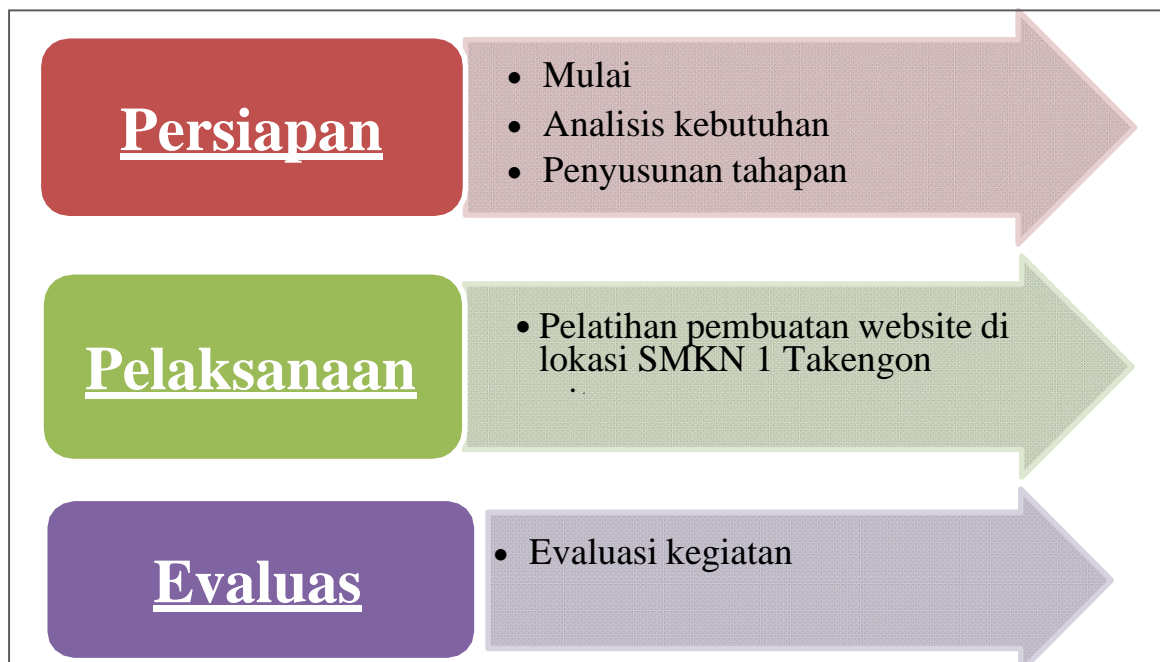 Persiapan
• Mulai
• Analisis kebutuhan
• Penyusunan tahapan
Pelaksanaan
• Pelatihan pembuatan website di
lokasi SMKN 1 Takengon
Evaluas
• Evaluasi kegiatan